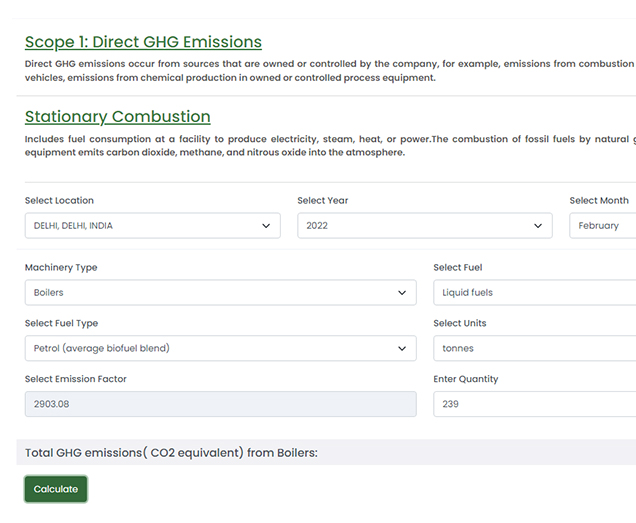 Scope 1: Direct GHG Emissions
Direct GHG emissions occur from sources that are owned or controlled by the company, for example, emissions from combustion
vehicles, emissions from chemical production in owned or controlled process equipment.
Stationary Combustion
Includes fuel consumption at a facility to produce electricity, steam, heat, or power.The combustion of fossil fuels by natural
equipment emits carbon dioxide, methane, and nitrous oxide into the atmosphere.
Select Location Select Year Select Month
DELHI, DELHI, INDIA 2022 February
Machinery Type Select Fuel
Boilers Liquid fuels
Select Fuel Type Select Units
Petrol (average biofuel blend) tonnes
Select Emission Factor Enter Quantity
2903.08 239
Total GHG emissions( CO2 equivalent) from Boilers:
Calculate